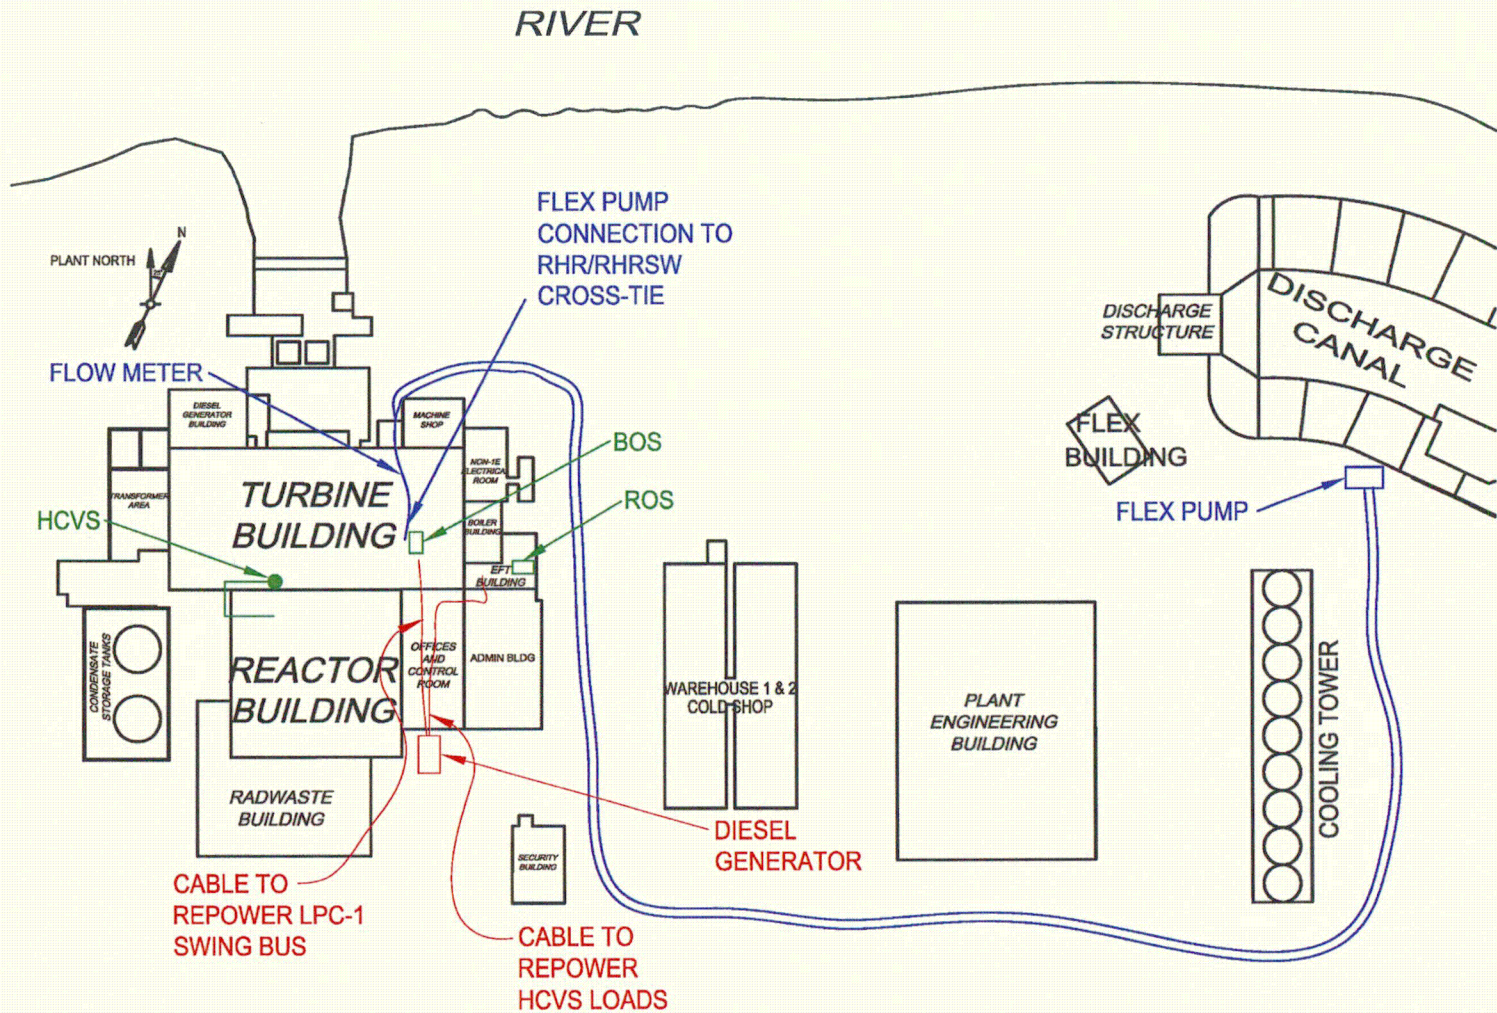 RIVER
FLEX PUMP
CONNECTION TO
RHR/RHRSW
CROSS-TIE
N
PLANT NORTH
DISCHARGE
STRUCTURE
DISCHARGE
CANAL
FLOW METER
DIESEL
GENERATOR
BUILDING
MACHINE
SHOP
FLEX
BUILDING
BOS
NON-1E
ELECTRICAL
ROOM
TURBINE
BUILDING
TRANSFORMER
AREA
ROS
FLEX PUMP
HCVS
BOILER
BUILDING
EFT
BUILDING
CONDENSATE
STORAGE TANKS
REACTOR
BUILDING
OFFICES
AND
CONTROL
ROOM
ADMIN BLDG
WAREHOUSE 1 & 2
COLD SHOP
PLANT
ENGINEERING
BUILDING
COOLING TOWER
RADWASTE
BUILDING
DIESEL
GENERATOR
SECURITY
BUILDING
CABLE TO
REPOWER LPC-1
SWING BUS
CABLE TO
REPOWER
HCVS LOADS